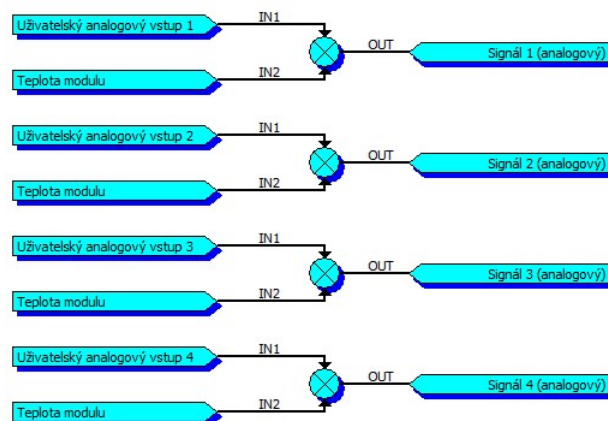 Uživatelský analogový vstup 1
IN1
OUT
Signál 1 (analogový)
Teplota modulu
IN2
Uživatelský analogový vstup 2
IN1
OUT
Signál 2 (analogový)
Teplota modulu
IN2
Uživatelský analogový vstup 3
IN1
OUT
Signál 3 (analogový)
Teplota modulu
IN2
Uživatelský analogový vstup 4
IN1
OUT
Signál 4 (analogový)
Teplota modulu
IN2